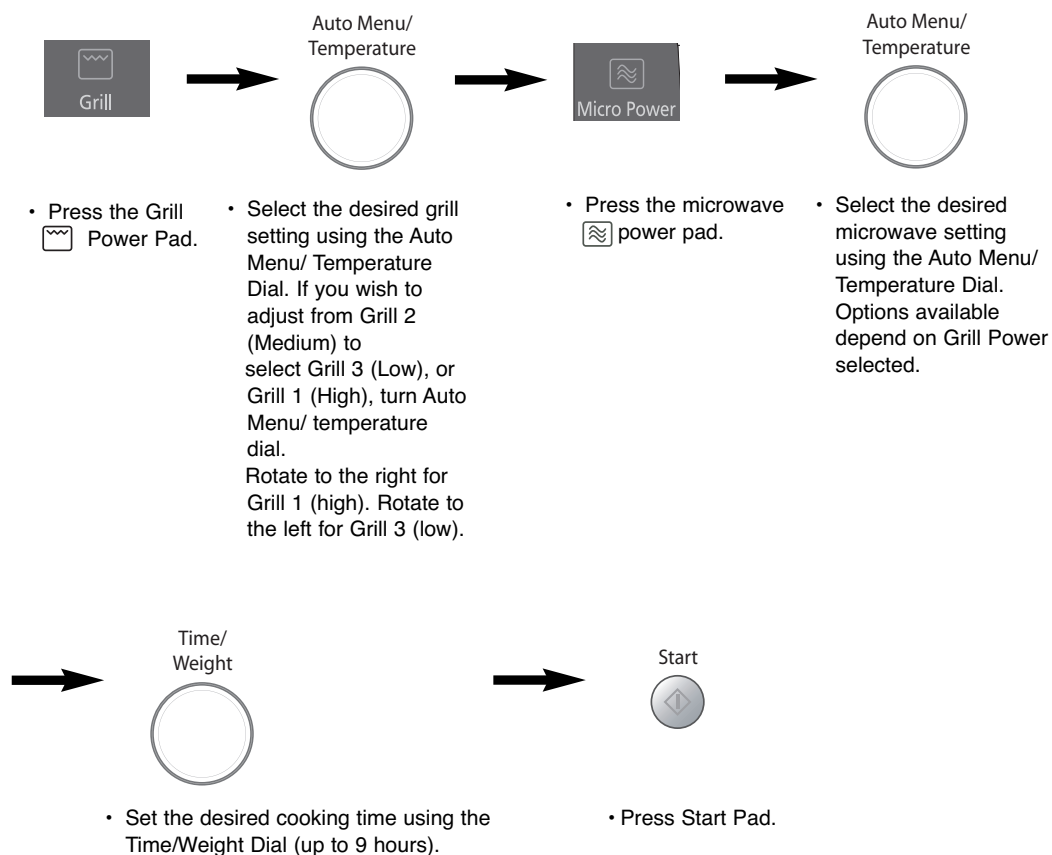 Grill
Auto Menu/
Temperature
Micro Power
Auto Menu/
Temperature
• Press the Grill
Power Pad.
• Select the desired grill
setting using the Auto
Menu/ Temperature
Dial. If you wish to
adjust from Grill 2
(Medium) to
select Grill 3 (Low), or
Grill 1 (High), turn Auto
Menu/ temperature
dial.
Rotate to the right for
Grill 1 (high). Rotate to
the left for Grill 3 (low).
• Press the microwave
power pad.
• Select the desired
microwave setting
using the Auto Menu/
Temperature Dial.
Options available
depend on Grill Power
selected.
Time/
Weight
Start
• Set the desired cooking time using the
Time/Weight Dial (up to 9 hours).
• Press Start Pad.